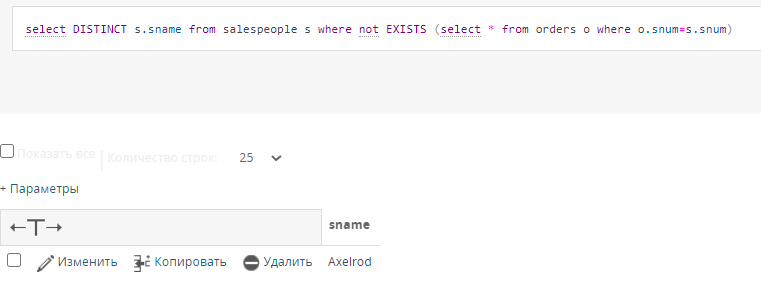 select DISTINCT s.sname from salespeople s where not EXISTS (select * from orders o where o.snum=s.snum)
Показать все | Количество строк: 25
+ Параметры
←T→ sname
Изменить Копировать Удалить Axelrod